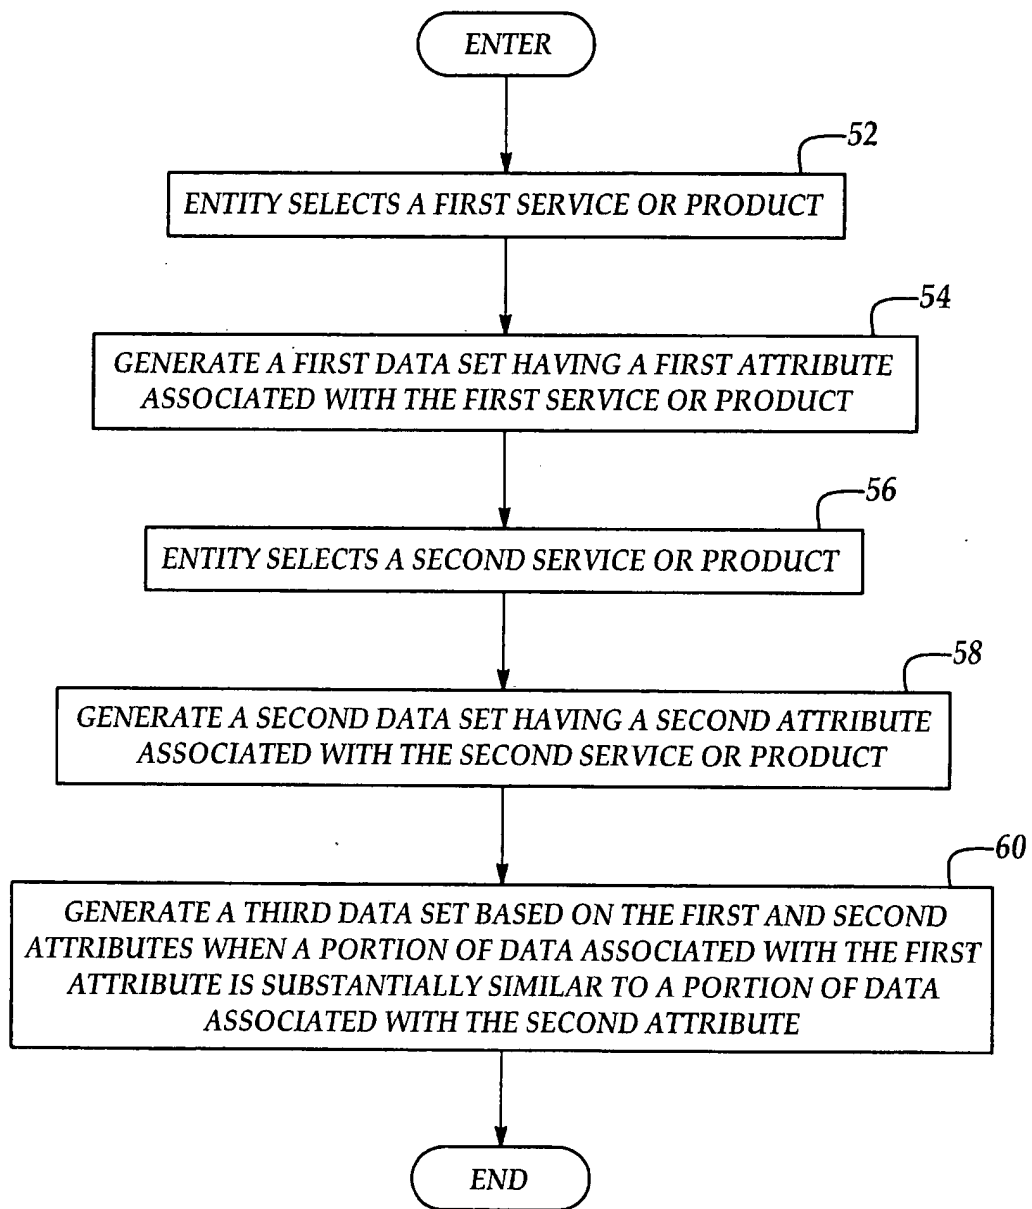 ENTER
52
ENTITY SELECTS A FIRST SERVICE OR PRODUCT
54
GENERATE A FIRST DATA SET HAVING A FIRST ATTRIBUTE
ASSOCIATED WITH THE FIRST SERVICE OR PRODUCT
56
ENTITY SELECTS A SECOND SERVICE OR PRODUCT
58
GENERATE A SECOND DATA SET HAVING A SECOND ATTRIBUTE
ASSOCIATED WITH THE SECOND SERVICE OR PRODUCT
60
GENERATE A THIRD DATA SET BASED ON THE FIRST AND SECOND
ATTRIBUTES WHEN A PORTION OF DATA ASSOCIATED WITH THE FIRST
ATTRIBUTE IS SUBSTANTIALLY SIMILAR TO A PORTION OF DATA
ASSOCIATED WITH THE SECOND ATTRIBUTE
END